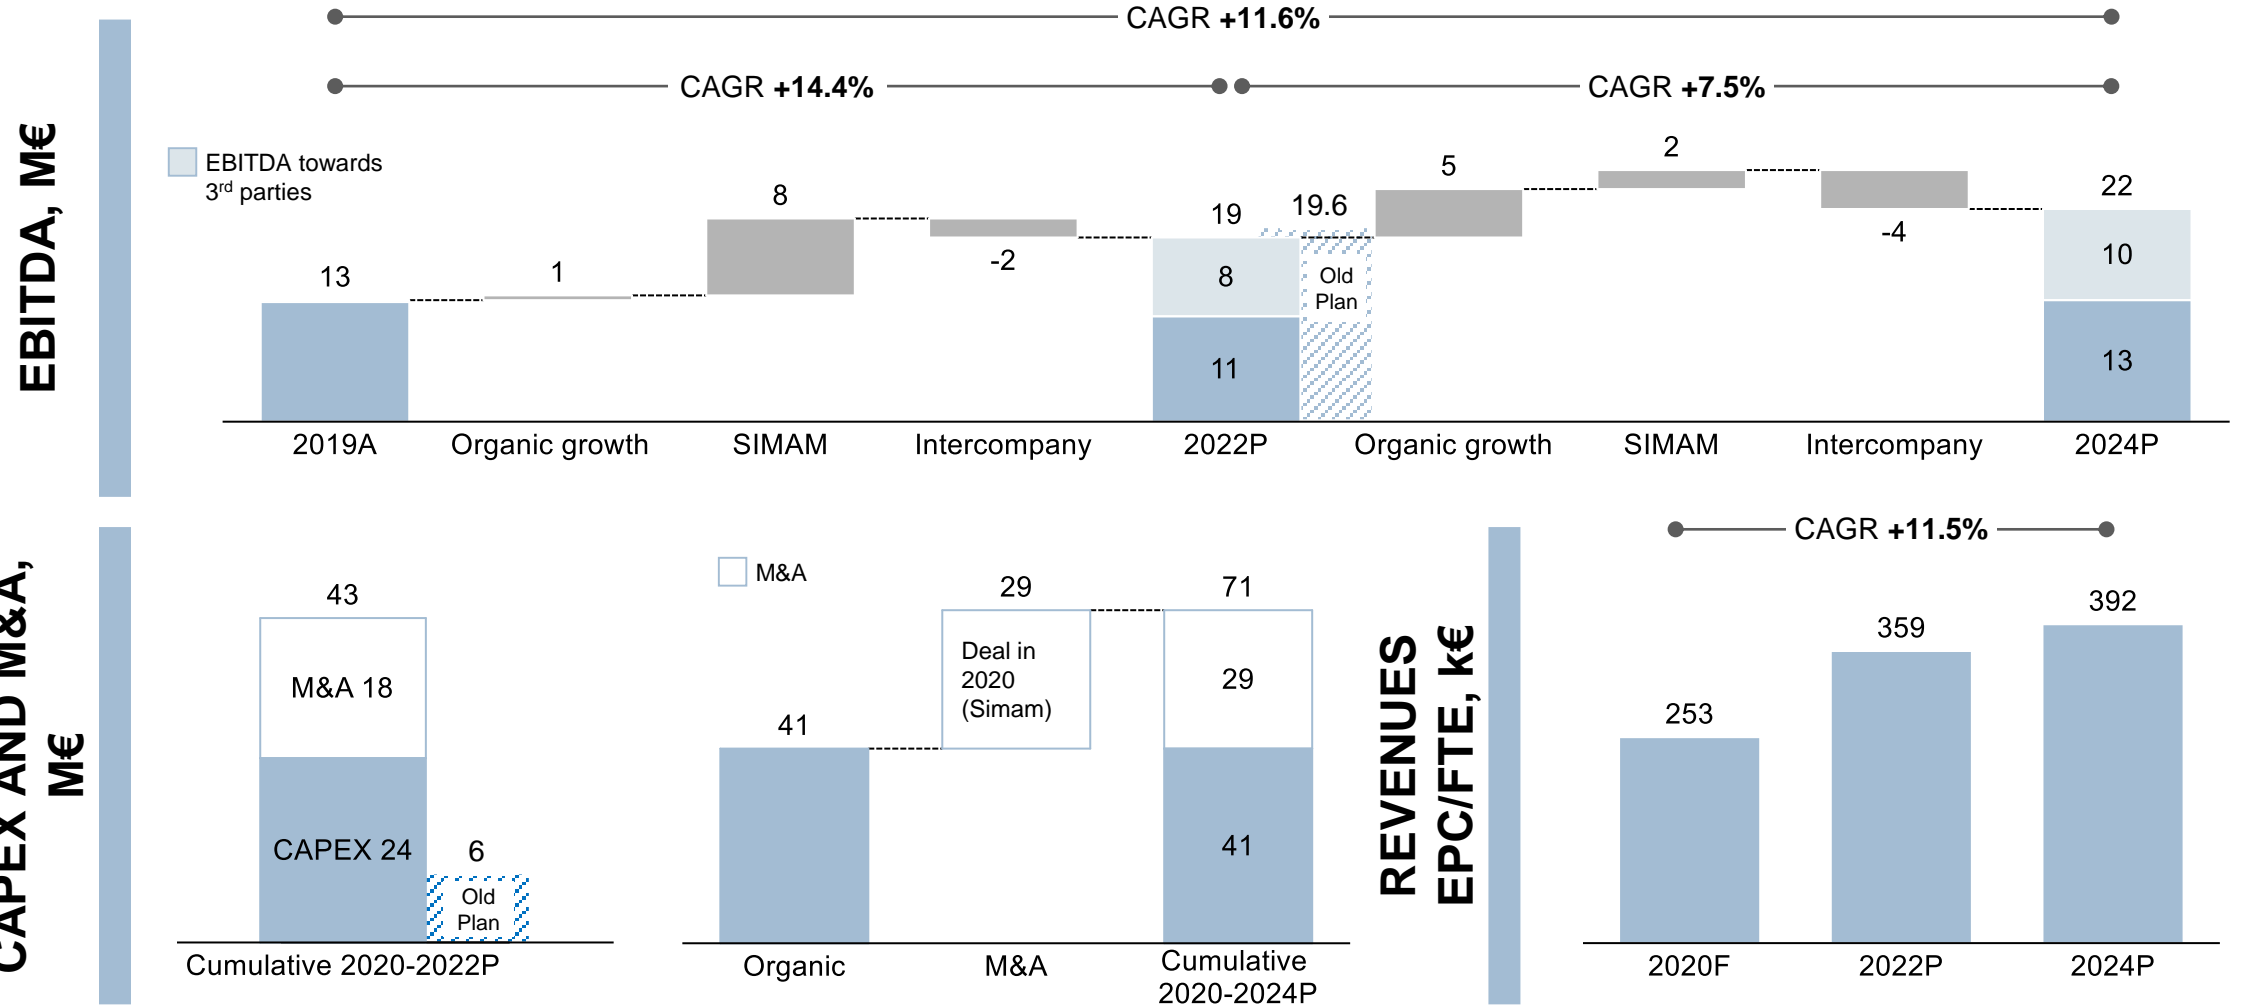 CAGR +11.6%
CAGR +14.4%
CAGR +7.5%
EBITDA, M€
EBITDA towards
3rd parties
13
1
8
-2
19
8
11
19.6
Old
Plan
5
2
-4
22
10
13
2019A
Organic growth
SIMAM
Intercompany
2022P
Organic growth
SIMAM
Intercompany
2024P
CAPEX AND M&A,
M€
43
M&A 18
CAPEX 24
6
Old
Plan
Cumulative 2020-2022P
M&A
41
29
Deal in
2020
(Simam)
71
29
41
Organic
M&A
Cumulative
2020-2024P
REVENUES
EPC/FTE, k€
CAGR +11.5%
253
359
392
2020F
2022P
2024P